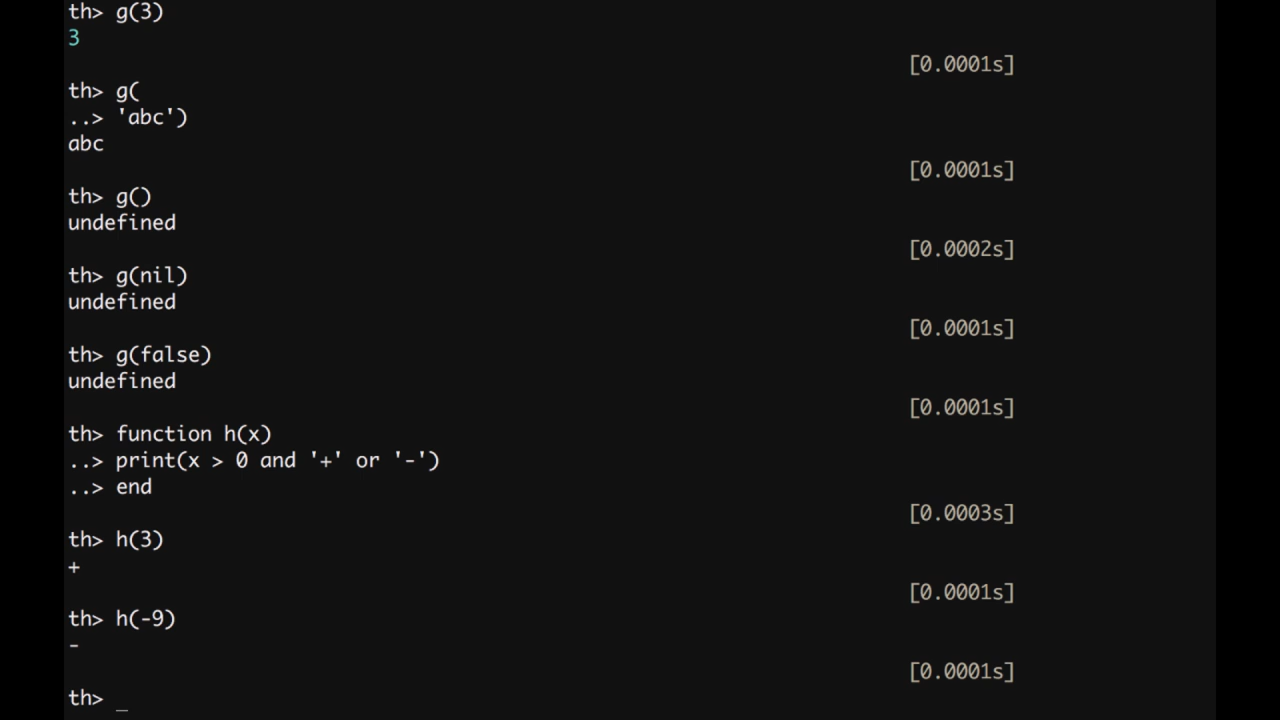 th> g(3)
3
[0.0001s]
th> g(
..> 'abc')
abc
[0.0001s]
th> g()
undefined
[0.0002s]
th> g(nil)
undefined
[0.0001s]
th> g(false)
undefined
[0.0001s]
th> function h(x)
..> print(x > 0 and '+' or '-')
..> end
[0.0003s]
th> h(3)
+
[0.0001s]
th> h(-9)
-
[0.0001s]
th> _